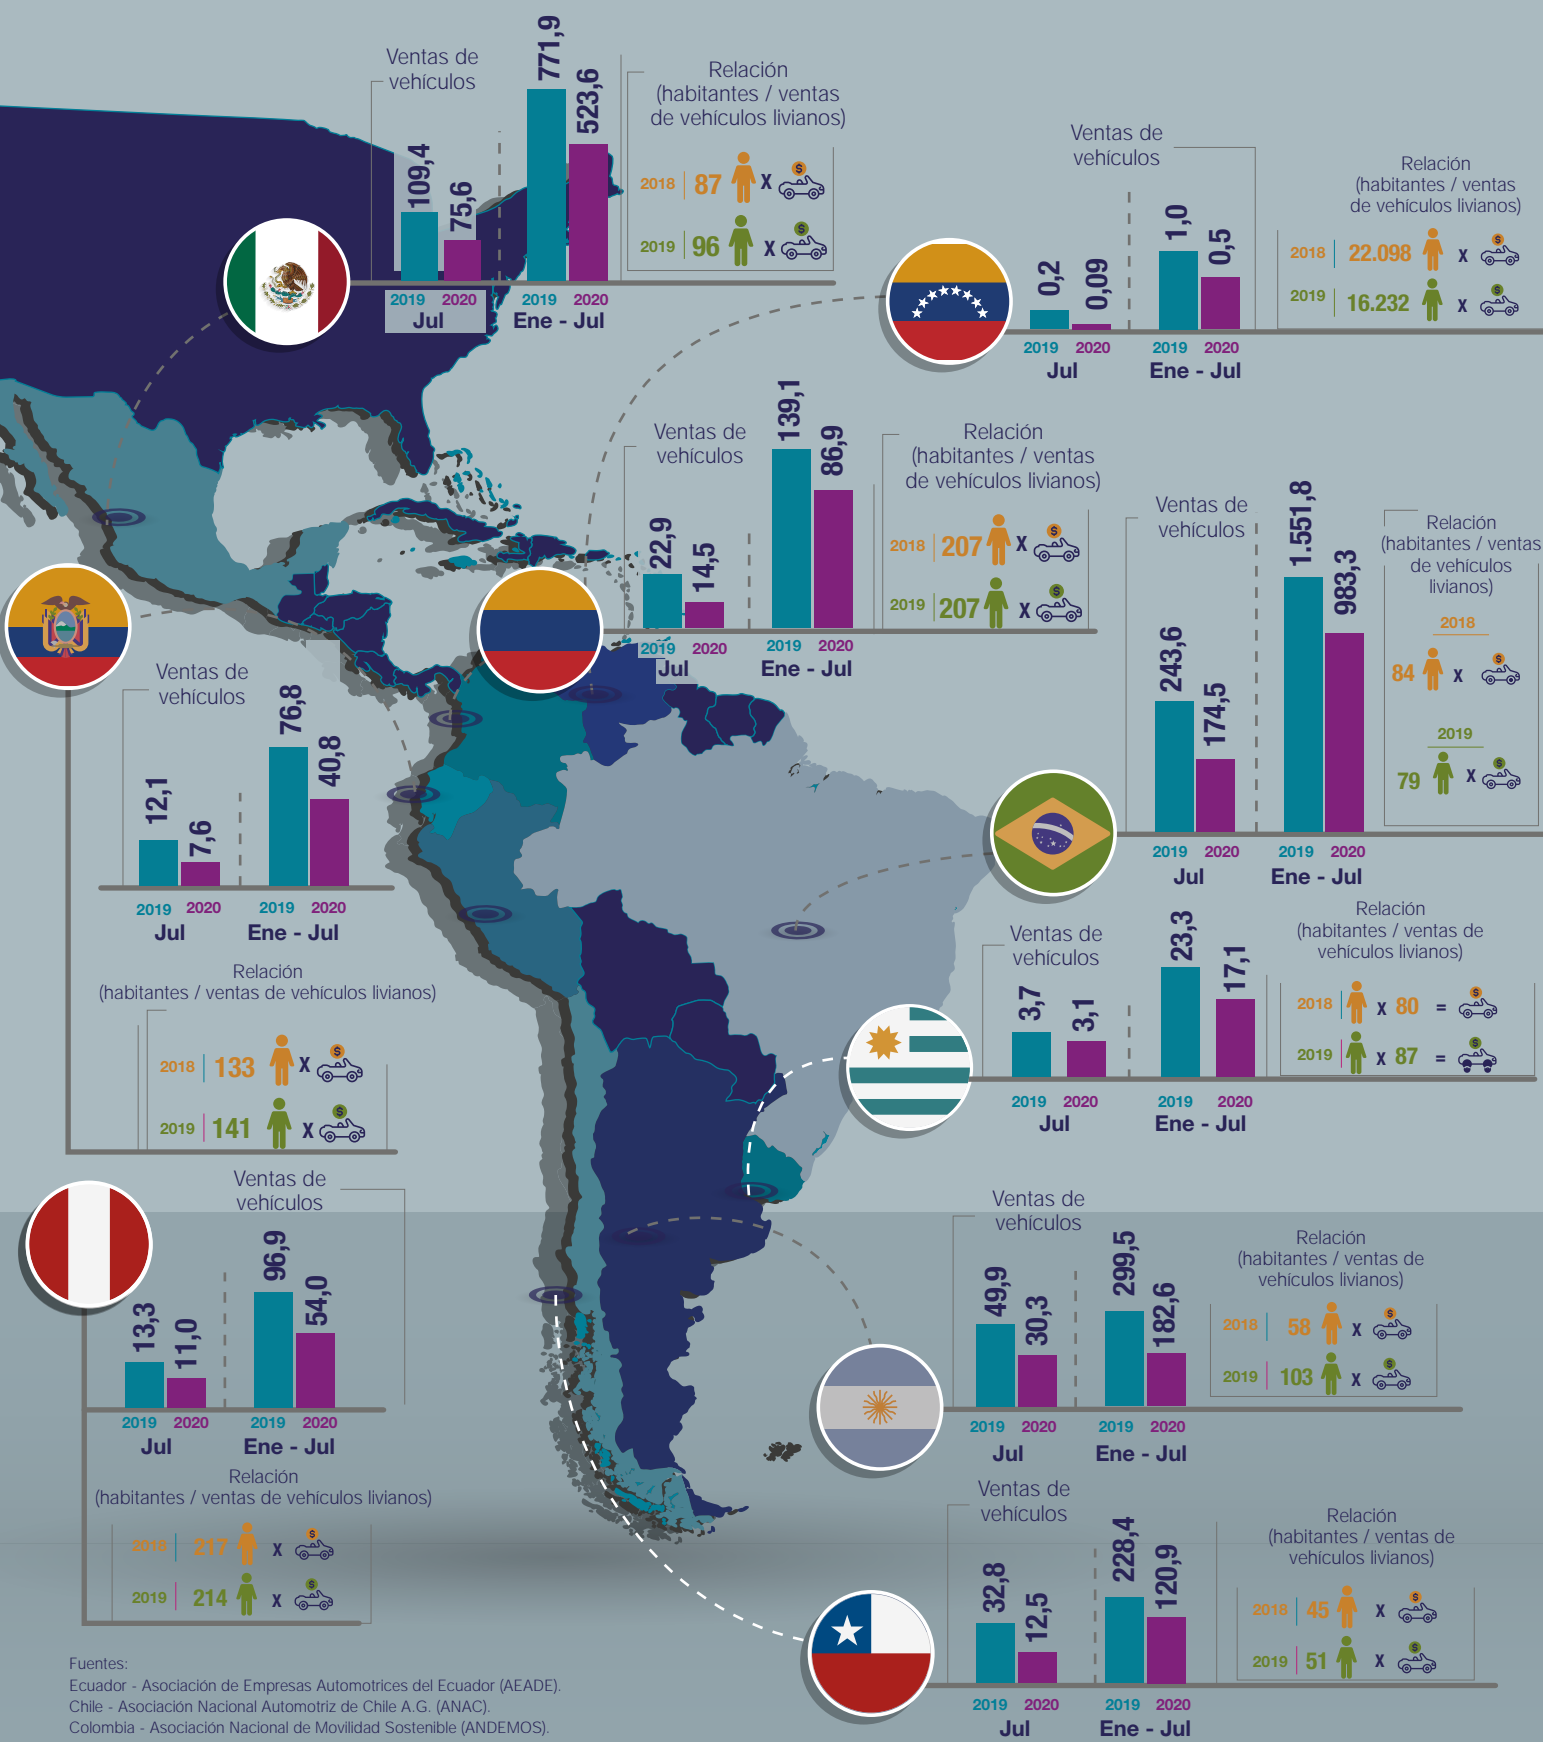 Ventas de
vehículos
109,4
75,6
771,9
523,6
2019
2020
2019
2020
Jul
Ene - Jul
Relación
(habitantes / ventas
de vehículos livianos)
2018
87
X
$
2019
96
X
$
Ventas de
vehículos
0,2
0,09
1,0
0,5
2019
2020
2019
2020
Jul
Ene - Jul
Relación
(habitantes / ventas
de vehículos livianos)
2018
22.098
X
$
2019
16.232
X
$
Ventas de
vehículos
22,9
14,5
139,1
86,9
2019
2020
2019
2020
Jul
Ene - Jul
Relación
(habitantes / ventas
de vehículos livianos)
2018
207
X
$
2019
207
X
$
Ventas de
vehículos
243,6
174,5
1.551,8
983,3
2019
2020
2019
2020
Jul
Ene - Jul
Relación
(habitantes / ventas
de vehículos
livianos)
2018
84
X
$
2019
79
X
$
Ventas de
vehículos
12,1
7,6
76,8
40,8
2019
2020
2019
2020
Jul
Ene - Jul
Relación
(habitantes / ventas de vehículos livianos)
2018
133
X
$
2019
141
X
$
Ventas de
vehículos
3,7
3,1
23,3
17,1
2019
2020
2019
2020
Jul
Ene - Jul
Relación
(habitantes / ventas de
vehículos livianos)
2018
X 80 =
$
2019
X 87 =
$
Ventas de
vehículos
13,3
11,0
96,9
54,0
2019
2020
2019
2020
Jul
Ene - Jul
Relación
(habitantes / ventas de vehículos livianos)
2018
217
X
$
2019
214
X
$
Ventas de
vehículos
49,9
30,3
299,5
182,6
2019
2020
2019
2020
Jul
Ene - Jul
Relación
(habitantes / ventas de
vehículos livianos)
2018
58
X
$
2019
103
X
$
Ventas de
vehículos
32,8
12,5
228,4
120,9
2019
2020
2019
2020
Jul
Ene - Jul
Relación
(habitantes / ventas de
vehículos livianos)
2018
45
X
$
2019
51
X
$
Fuentes:
Ecuador - Asociación de Empresas Automotrices del Ecuador (AEADE).
Chile - Asociación Nacional Automotriz de Chile A.G. (ANAC).
Colombia - Asociación Nacional de Movilidad Sostenible (ANDEMOS).